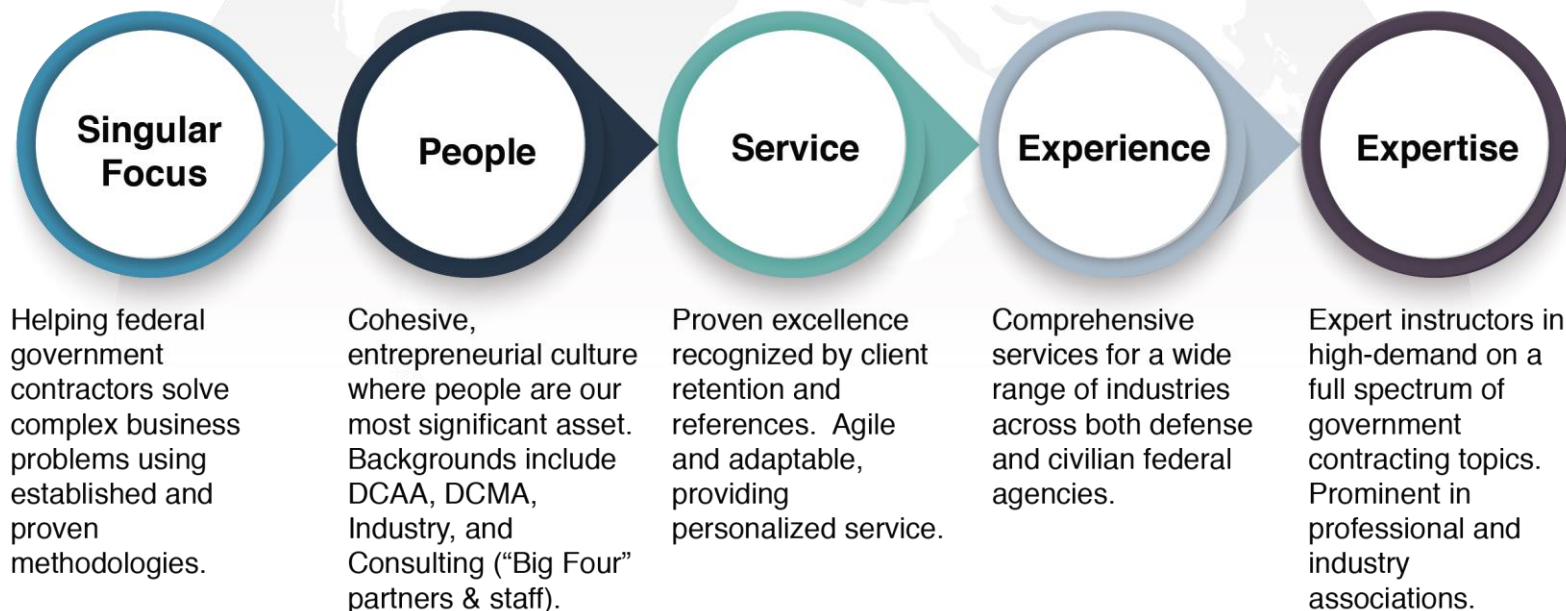 Singular
Focus
People
Service
Experience
Expertise
Helping federal
government
contractors solve
complex business
problems using
established and
proven
methodologies.
Cohesive,
entrepreneurial culture
where people are our
most significant asset.
Backgrounds include
DCAA, DCMA,
Industry, and
Consulting (“Big Four”
partners & staff).
Proven excellence
recognized by client
retention and
references.  Agile
and adaptable,
providing
personalized service.
Comprehensive
services for a wide
range of industries
across both defense
and civilian federal
agencies.
Expert instructors in
high-demand on a
full spectrum of
government
contracting topics.
Prominent in
professional and
industry
associations.